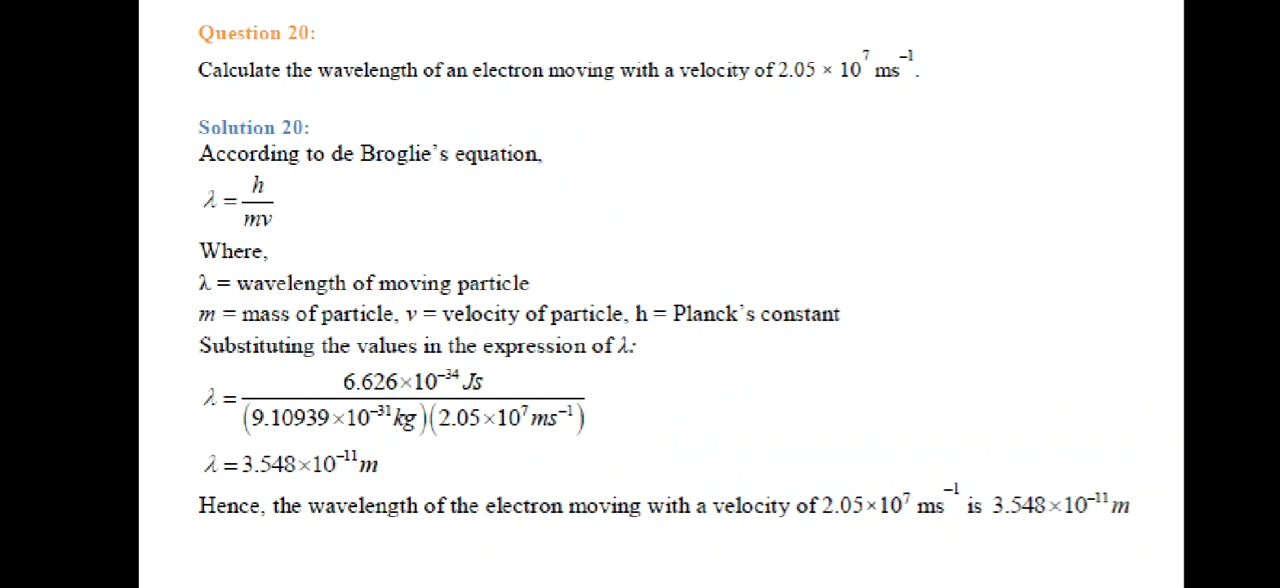 Question 20:
Calculate the wavelength of an electron moving with a velocity of 2.05 × 10⁷ ms⁻¹.
Solution 20:
According to de Broglie's equation,
λ = h/mv
Where,
λ = wavelength of moving particle
m = mass of particle, v = velocity of particle, h = Planck's constant
Substituting the values in the expression of λ:
λ = 6.626×10⁻³⁴ Js / (9.10939×10⁻³¹ kg)(2.05×10⁷ ms⁻¹)
λ = 3.548×10⁻¹¹ m
Hence, the wavelength of the electron moving with a velocity of 2.05×10⁷ ms⁻¹ is 3.548×10⁻¹¹ m